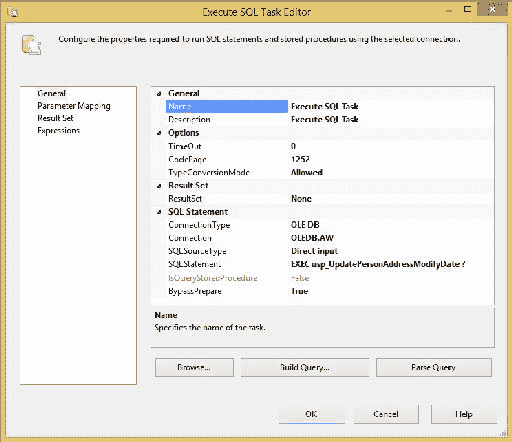 Execute SQL Task Editor
Configure the properties required to run SQL statements and stored procedures using the selected connection.
General
Parameter Mapping
Result Set
Expressions
General
Name Execute SQL Task
Description Execute SQL Task
Options
TimeOut 0
CodePage 1252
TypeConversionMode Allowed
Result Set
ResultSet None
SQL Statement
ConnectionType OLE DB
Connection OLEDB.AW
SQLSourceType Direct input
SQLStatement EXEC usp_UpdatePersonAddressModifyDate ?
IsQueryStoredProcedure False
BypassPrepare True
Name
Specifies the name of the task.
Browse... Build Query... Parse Query
OK Cancel Help